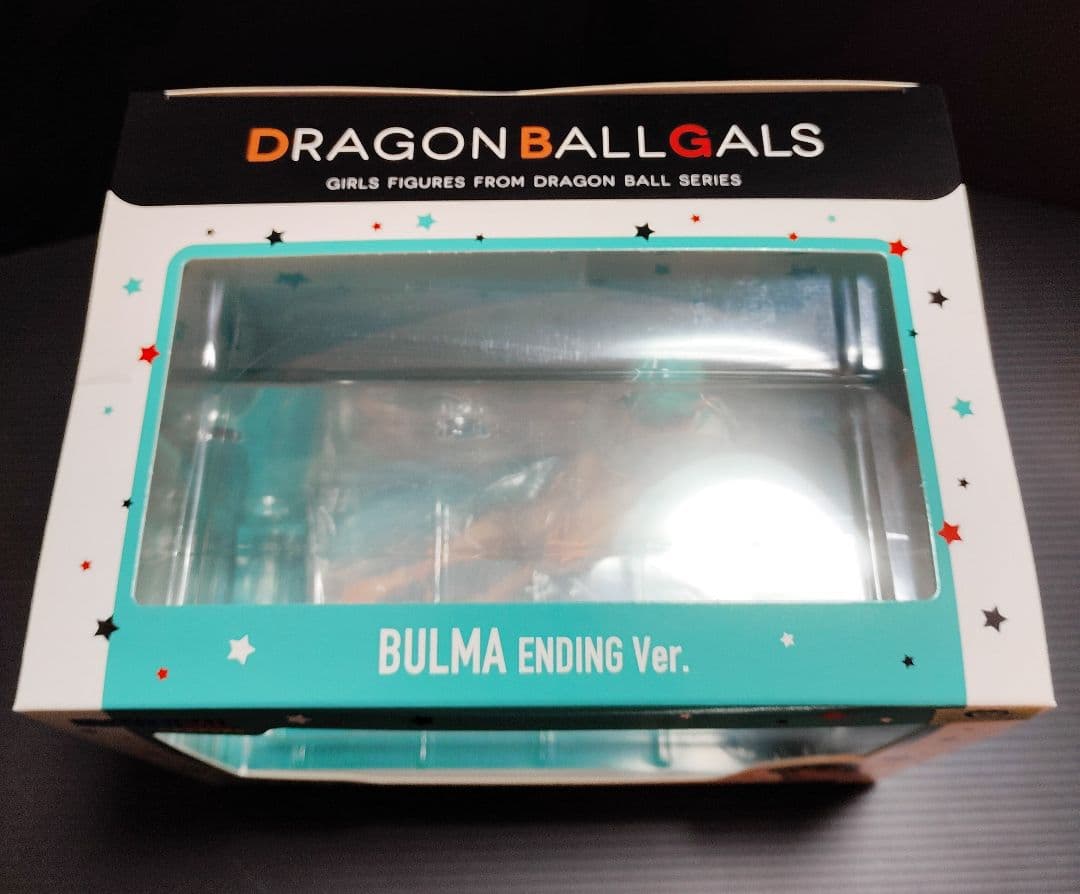 DRAGON BALL GALS
GIRLS FIGURES FROM DRAGON BALL SERIES
BULMA ENDING Ver.